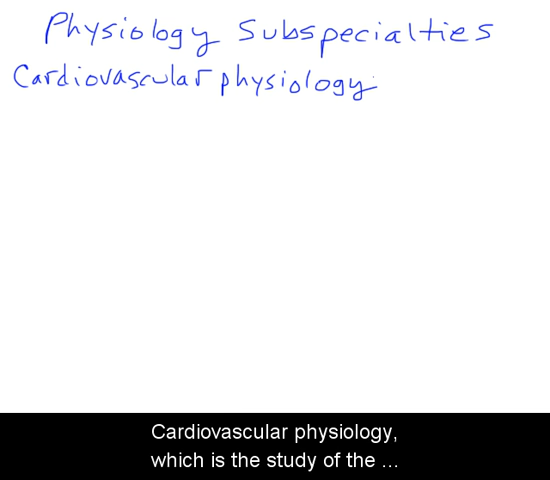 Physiology Subspecialties
Cardiovascular physiology
Cardiovascular physiology,
which is the study of the ...